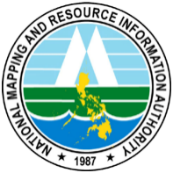 NATIONAL MAPPING AND RESOURCE INFORMATION AUTHORITY
★ 1987 ★